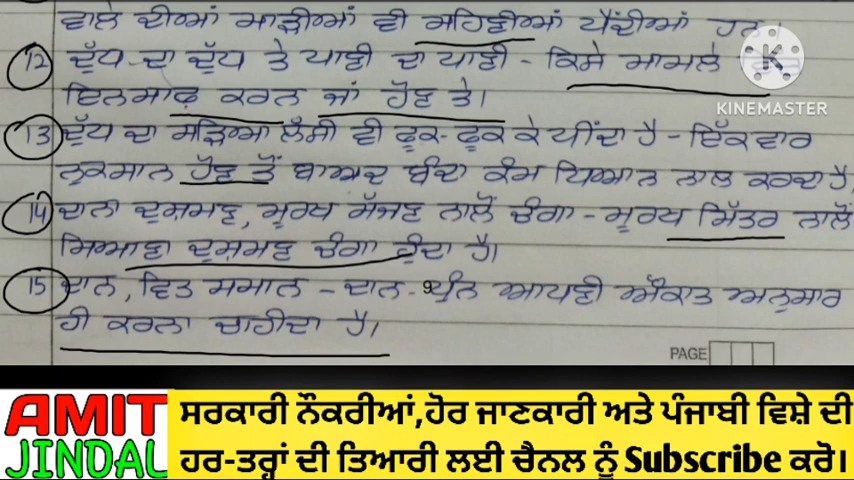 ਵਾਲੇ ਦੀਆਂ ਮਾੜੀਆਂ ਵੀ ਸਹਿਣੀਆਂ ਪੈਂਦੀਆਂ ਹਨ।
12 ਦੁੱਧ ਦਾ ਦੁੱਧ ਤੇ ਪਾਣੀ ਦਾ ਪਾਣੀ - ਕਿਸੇ ਮਾਮਲੇ
ਇਨਸਾਫ਼ ਕਰਨ ਜਾਂ ਹੋਣ ਤੇ।
KINEMASTER
13 ਦੁੱਧ ਦਾ ਸੜਿਆ ਲੱਸੀ ਵੀ ਫੂਕ-ਫੂਕ ਕੇ ਪੀਂਦਾ ਹੈ - ਇੱਕ ਵਾਰ
ਨੁਕਸਾਨ ਹੋਣ ਤੋਂ ਬਾਅਦ ਬੰਦਾ ਕੰਮ ਧਿਆਨ ਨਾਲ ਕਰਦਾ ਹੈ,
14 ਦਾਨਾ ਦੁਸ਼ਮਣ, ਮੂਰਖ ਸੱਜਣ ਨਾਲੋਂ ਚੰਗਾ - ਮੂਰਖ ਮਿੱਤਰ ਨਾਲੋਂ
ਸਿਆਣਾ ਦੁਸ਼ਮਣ ਚੰਗਾ ਹੁੰਦਾ ਹੈ।
15 ਦਾਨ, ਵਿਤ ਸਮਾਨ - ਦਾਨ-ਪੁੰਨ ਆਪਣੀ ਔਕਾਤ ਅਨੁਸਾਰ
ਹੀ ਕਰਨਾ ਚਾਹੀਦਾ ਹੈ।
PAGE
AMIT
JINDAL
ਸਰਕਾਰੀ ਨੌਕਰੀਆਂ,ਹੋਰ ਜਾਣਕਾਰੀ ਅਤੇ ਪੰਜਾਬੀ ਵਿਸ਼ੇ ਦੀ
ਹਰ-ਤਰ੍ਹਾਂ ਦੀ ਤਿਆਰੀ ਲਈ ਚੈਨਲ ਨੂੰ Subscribe ਕਰੋ।